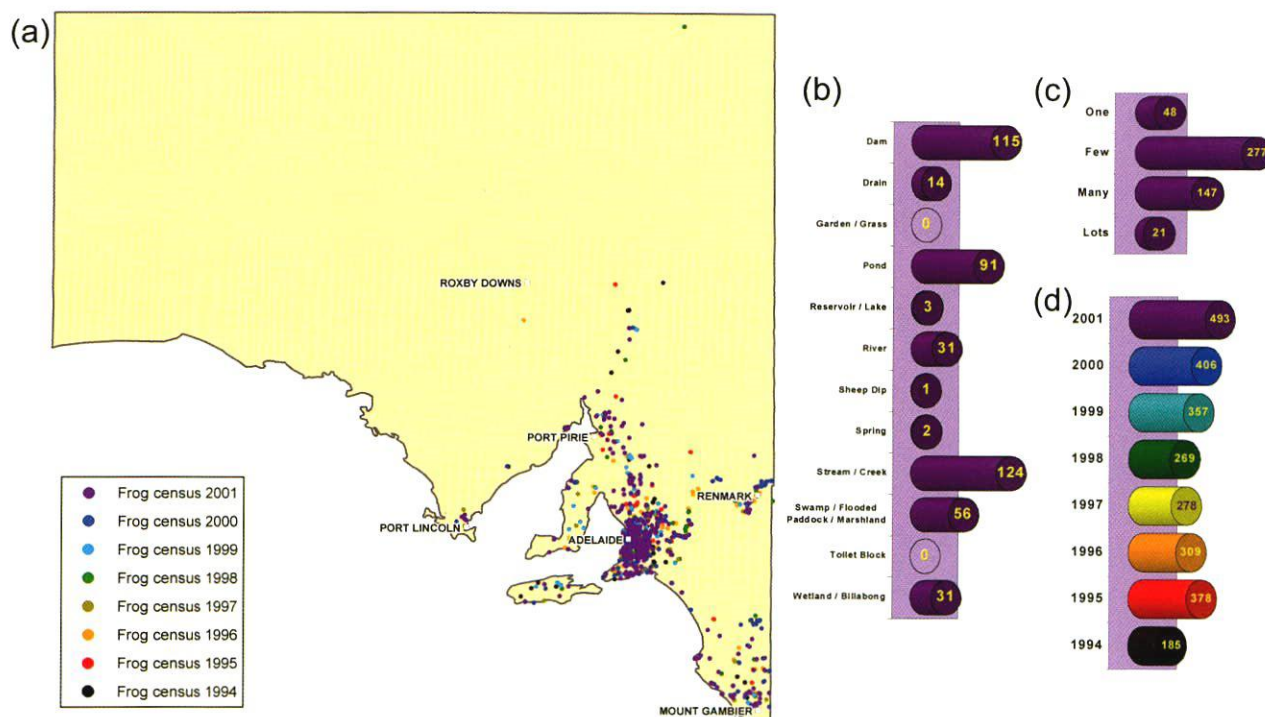 (a)
ROXBY DOWNS
PORT PIRIE
RENMARK
PORT LINCOLN
ADELAIDE
MOUNT GAMBIER
Frog census 2001
Frog census 2000
Frog census 1999
Frog census 1998
Frog census 1997
Frog census 1996
Frog census 1995
Frog census 1994
(b)
Dam 115
Drain 14
Garden / Grass 0
Pond 91
Reservoir / Lake 3
River 31
Sheep Dip 1
Spring 2
Stream / Creek 124
Swamp / Flooded
Paddock / Marshland 56
Toilet Block 0
Wetland / Billabong 31
(c)
One 48
Few 277
Many 147
Lots 21
(d)
2001 493
2000 406
1999 357
1998 269
1997 278
1996 309
1995 378
1994 185